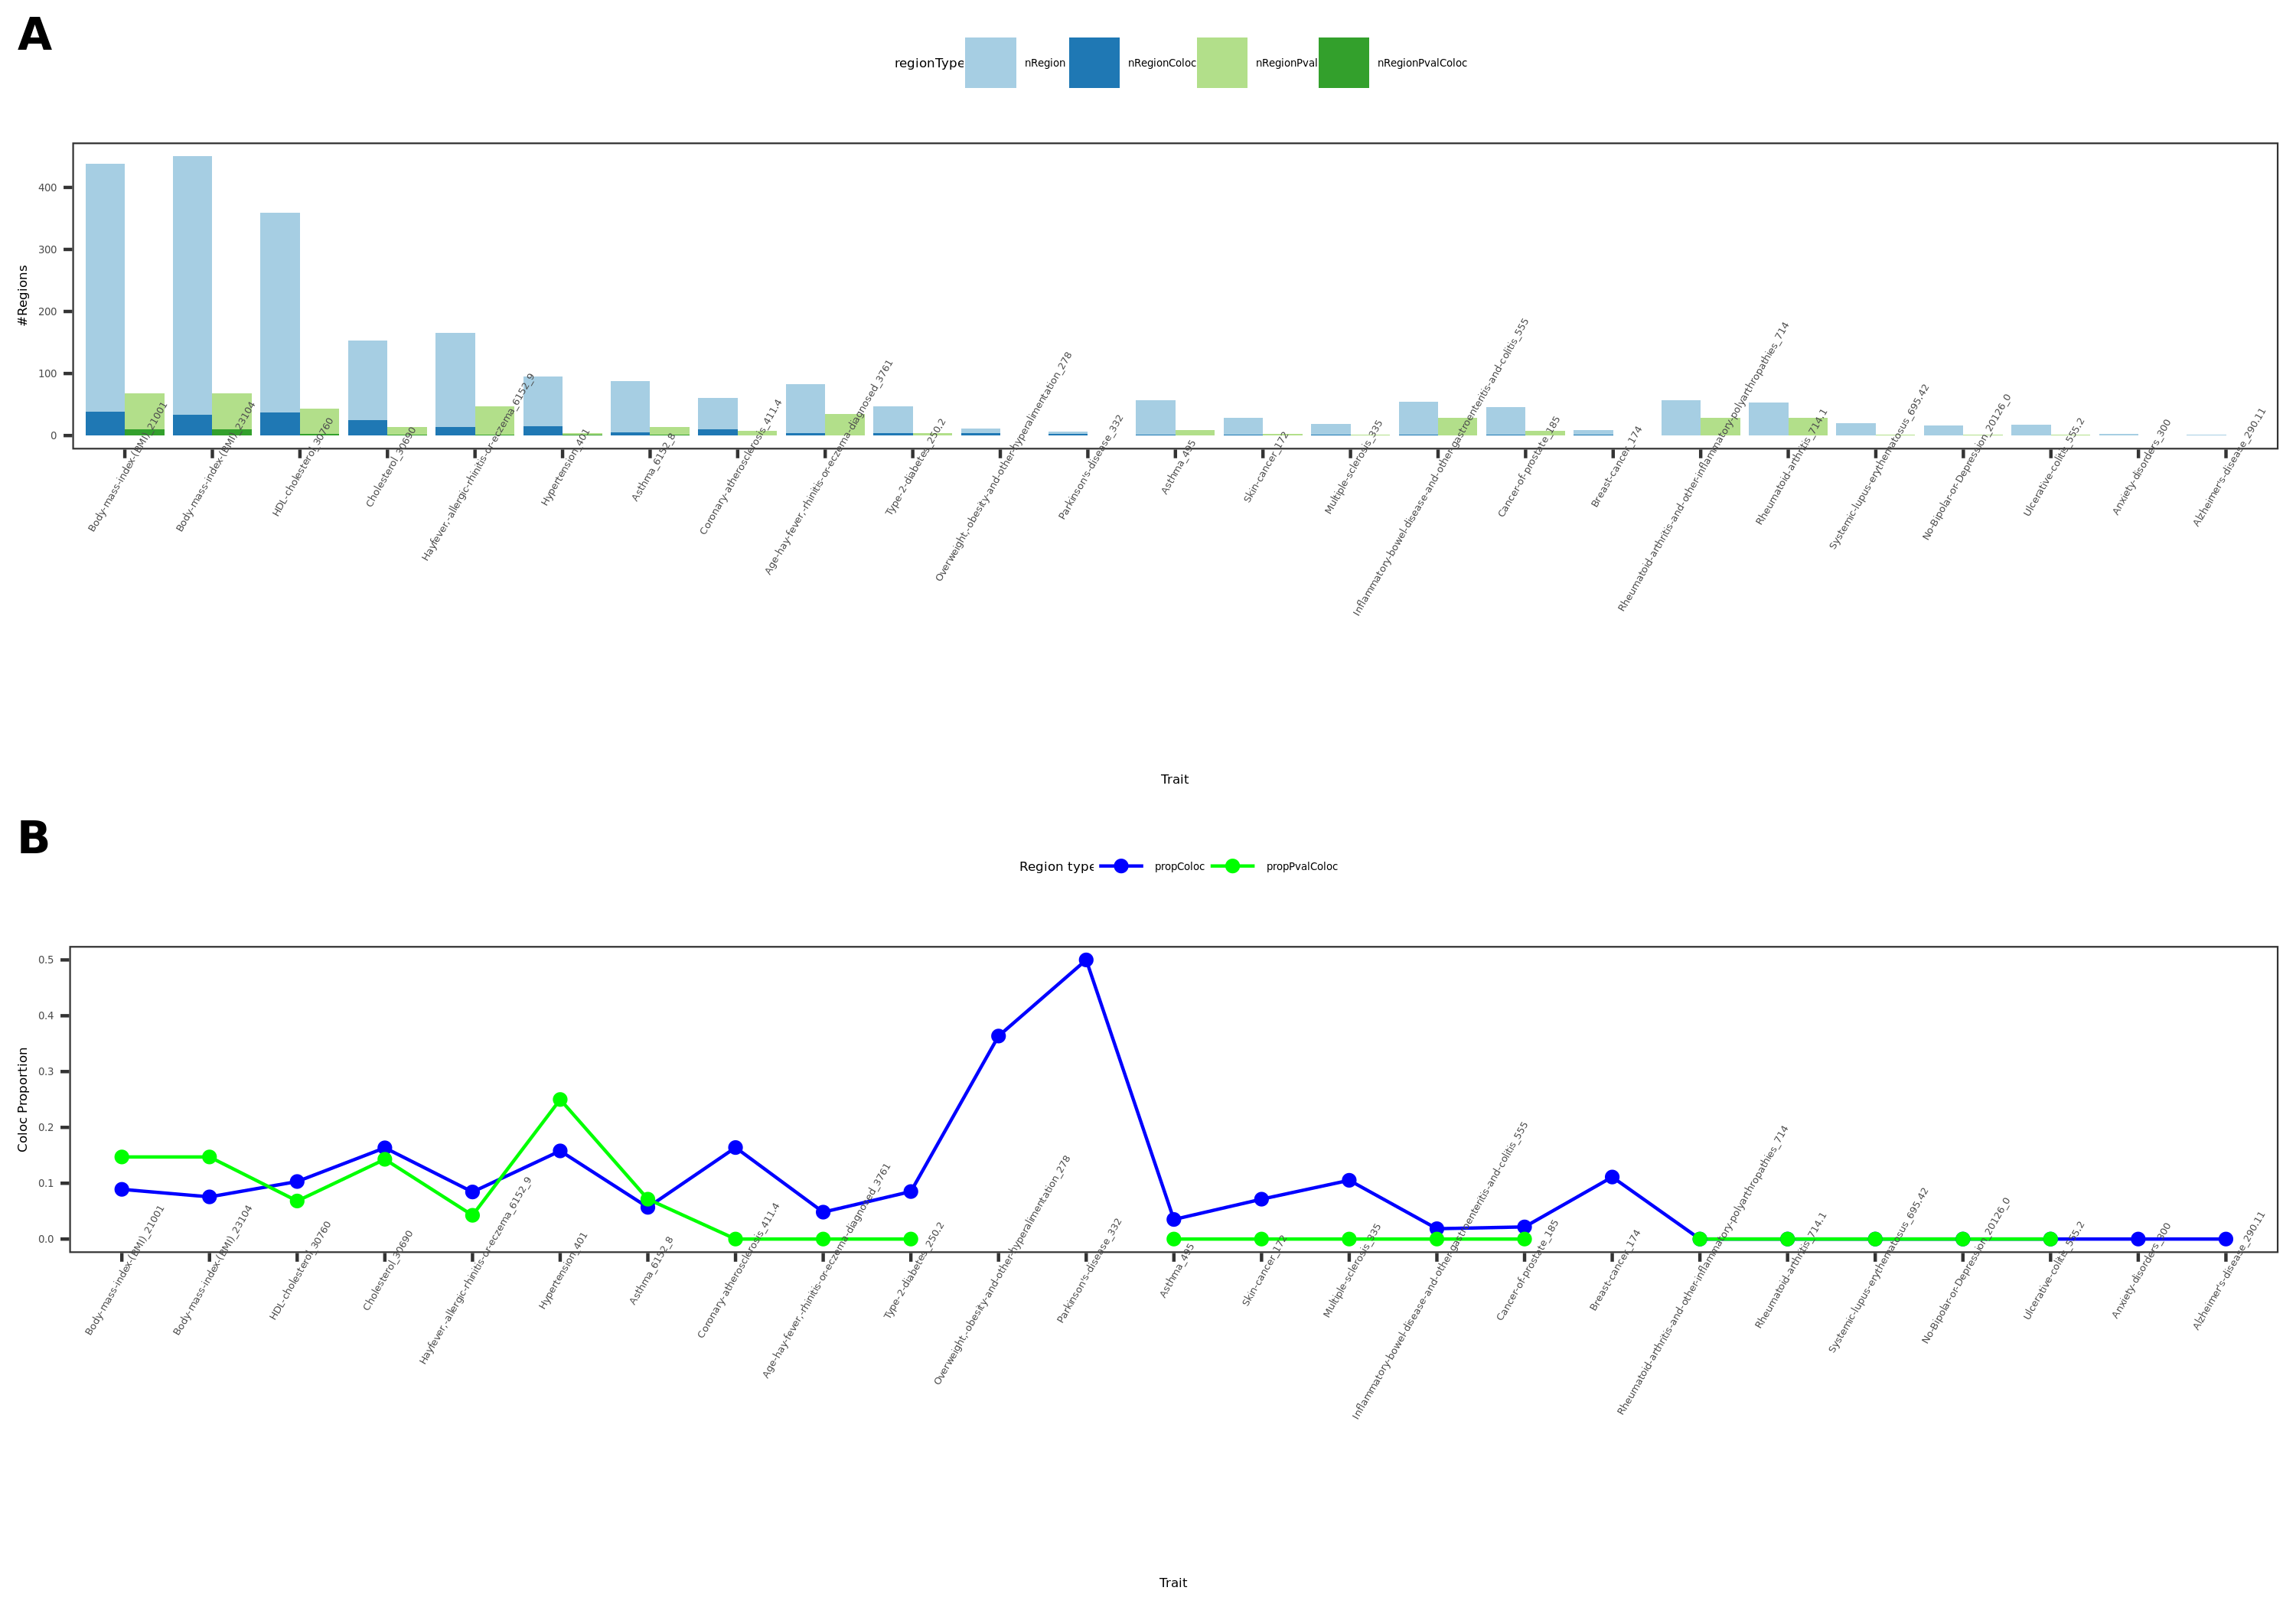 A
regionType nRegion nRegionColoc nRegionPval nRegionPvalColoc
#Regions
400
300
200
100
0
Body-mass-index-(BMI)_21001
Body-mass-index-(BMI)_23104
HDL-cholesterol_30760
Cholesterol_30690
Hayfever,-allergic-rhinitis-or-eczema_6152_9
Hypertension_401
Asthma_6152_8
Coronary-atherosclerosis_411.4
Age-hay-fever,-rhinitis-or-eczema-diagnosed_3761
Type-2-diabetes_250.2
Overweight,-obesity-and-other-hyperalimentation_278
Parkinson's-disease_332
Asthma_495
Skin-cancer_172
Multiple-sclerosis_335
Inflammatory-bowel-disease-and-other-gastroenteritis-and-colitis_555
Cancer-of-prostate_185
Breast-cancer_174
Rheumatoid-arthritis-and-other-inflammatory-polyarthropathies_714
Rheumatoid-arthritis_714.1
Systemic-lupus-erythematosus_695.42
No-Bipolar-or-Depression_20126_0
Ulcerative-colitis_555.2
Anxiety-disorders_300
Alzheimer's-disease_290.11
Trait
B
Region type propColoc propPvalColoc
Coloc Proportion
0.5
0.4
0.3
0.2
0.1
0.0
Body-mass-index-(BMI)_21001
Body-mass-index-(BMI)_23104
HDL-cholesterol_30760
Cholesterol_30690
Hayfever,-allergic-rhinitis-or-eczema_6152_9
Hypertension_401
Asthma_6152_8
Coronary-atherosclerosis_411.4
Age-hay-fever,-rhinitis-or-eczema-diagnosed_3761
Type-2-diabetes_250.2
Overweight,-obesity-and-other-hyperalimentation_278
Parkinson's-disease_332
Asthma_495
Skin-cancer_172
Multiple-sclerosis_335
Inflammatory-bowel-disease-and-other-gastroenteritis-and-colitis_555
Cancer-of-prostate_185
Breast-cancer_174
Rheumatoid-arthritis-and-other-inflammatory-polyarthropathies_714
Rheumatoid-arthritis_714.1
Systemic-lupus-erythematosus_695.42
No-Bipolar-or-Depression_20126_0
Ulcerative-colitis_555.2
Anxiety-disorders_300
Alzheimer's-disease_290.11
Trait